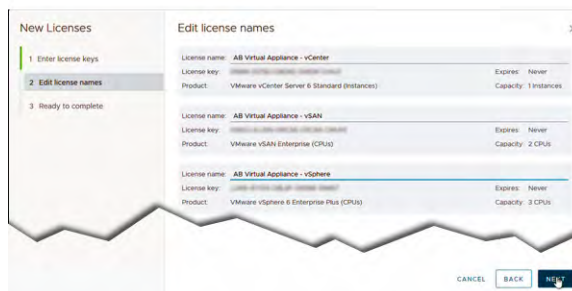 New Licenses
1 Enter license keys
2 Edit license names
3 Ready to complete
Edit license names
License name: AB Virtual Appliance - vCenter
License key:
Expires: Never
Product: VMware vCenter Server 6 Standard (Instances)
Capacity: 1 Instances
License name: AB Virtual Appliance - vSAN
License key:
Expires: Never
Product: VMware vSAN Enterprise (CPUs)
Capacity: 2 CPUs
License name: AB Virtual Appliance - vSphere
License key:
Expires: Never
Product: VMware vSphere 6 Enterprise Plus (CPUs)
Capacity: 3 CPUs
CANCEL BACK NEXT